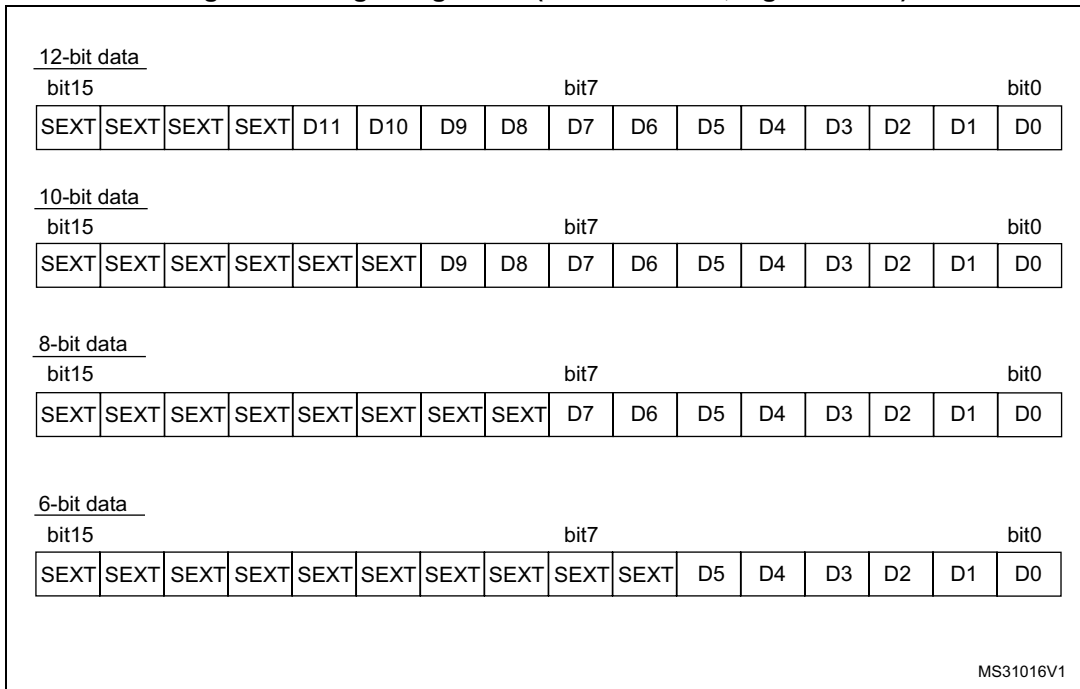 12-bit data
bit15 bit7 bit0
SEXT SEXT SEXT SEXT D11 D10 D9 D8 D7 D6 D5 D4 D3 D2 D1 D0
10-bit data
bit15 bit7 bit0
SEXT SEXT SEXT SEXT SEXT SEXT D9 D8 D7 D6 D5 D4 D3 D2 D1 D0
8-bit data
bit15 bit7 bit0
SEXT SEXT SEXT SEXT SEXT SEXT SEXT SEXT D7 D6 D5 D4 D3 D2 D1 D0
6-bit data
bit15 bit7 bit0
SEXT SEXT SEXT SEXT SEXT SEXT SEXT SEXT SEXT SEXT D5 D4 D3 D2 D1 D0
MS31016V1